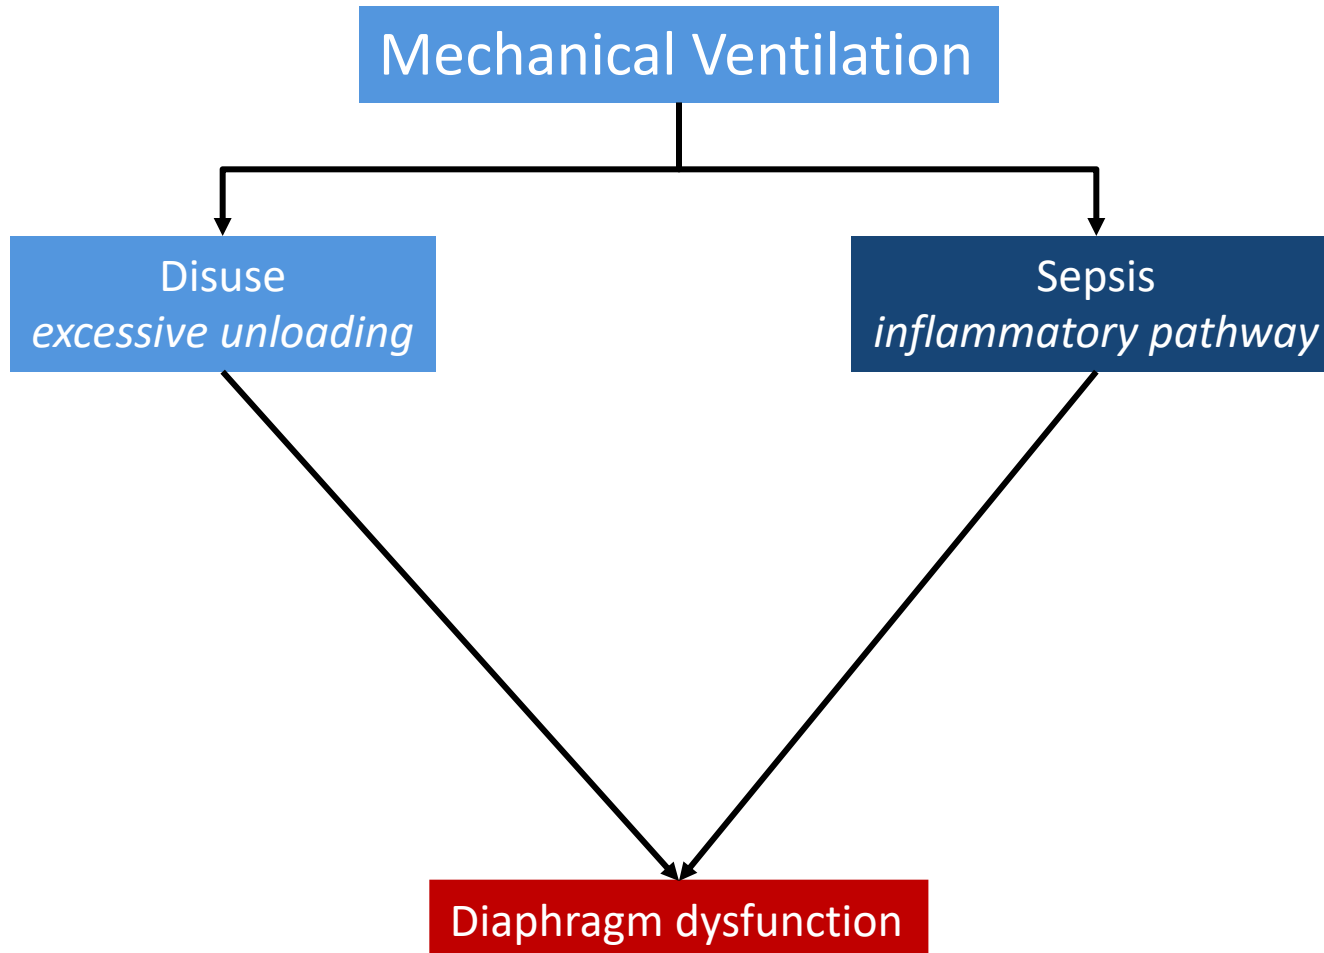 Mechanical Ventilation
Disuse
excessive unloading
Sepsis
inflammatory pathway
Diaphragm dysfunction